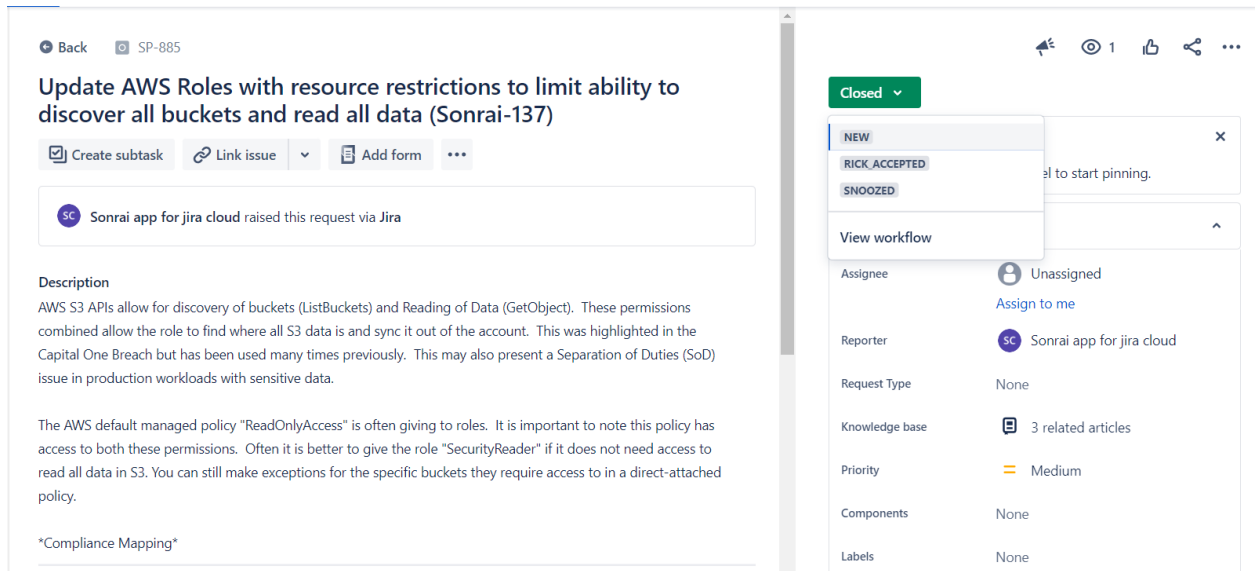 Back
SP-885
1
Update AWS Roles with resource restrictions to limit ability to
discover all buckets and read all data (Sonrai-137)
Create subtask
Link issue
Add form
SC
Sonrai app for jira cloud raised this request via Jira
Description
AWS S3 APIs allow for discovery of buckets (ListBuckets) and Reading of Data (GetObject). These permissions
combined allow the role to find where all S3 data is and sync it out of the account. This was highlighted in the
Capital One Breach but has been used many times previously. This may also present a Separation of Duties (SoD)
issue in production workloads with sensitive data.
The AWS default managed policy "ReadOnlyAccess" is often giving to roles. It is important to note this policy has
access to both these permissions. Often it is better to give the role "SecurityReader" if it does not need access to
read all data in S3. You can still make exceptions for the specific buckets they require access to in a direct-attached
policy.
*Compliance Mapping*
Closed
NEW
RICK_ACCEPTED
SNOOZED
View workflow
el to start pinning.
Assignee
Unassigned
Assign to me
Reporter
SC
Sonrai app for jira cloud
Request Type
None
Knowledge base
3 related articles
Priority
Medium
Components
None
Labels
None